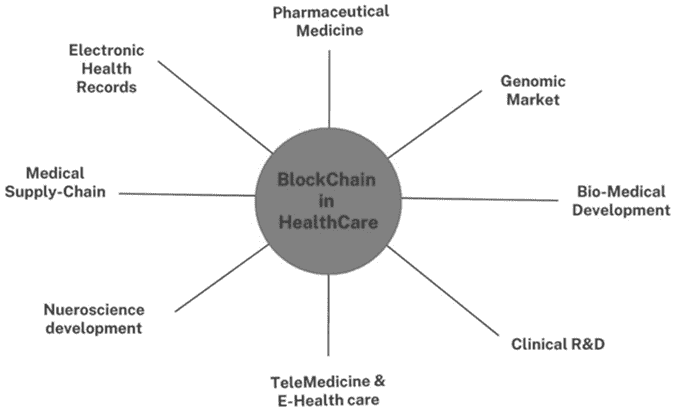 Pharmaceutical
Medicine
Electronic
Health
Records
Genomic
Market
BlockChain
in
HealthCare
Medical
Supply-Chain
Bio-Medical
Development
Nueroscience
development
Clinical R&D
TeleMedicine &
E-Health care